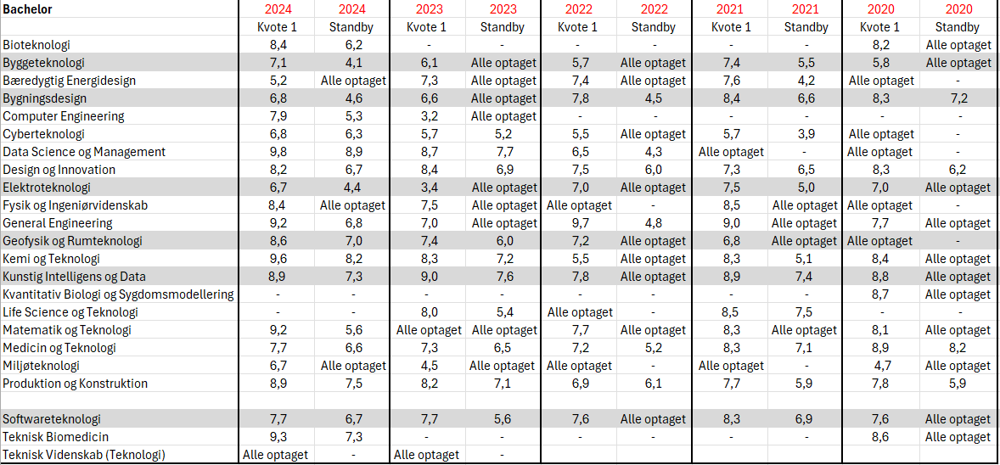 Bachelor 2024 2024 2023 2023 2022 2022 2021 2021 2020 2020
Kvote 1 Standby Kvote 1 Standby Kvote 1 Standby Kvote 1 Standby Kvote 1 Standby
Bioteknologi 8,4 6,2 - - - - - - 8,2 Alle optaget
Byggeteknologi 7,1 4,1 6,1 Alle optaget 5,7 Alle optaget 7,4 5,5 5,8 Alle optaget
Bæredygtig Energidesign 5,2 Alle optaget 7,3 Alle optaget 7,4 Alle optaget 7,6 4,2 Alle optaget -
Bygningsdesign 6,8 4,6 6,6 Alle optaget 7,8 4,5 8,4 6,6 8,3 7,2
Computer Engineering 7,9 5,3 3,2 Alle optaget - - - - - -
Cyberteknologi 6,8 6,3 5,7 5,2 5,5 Alle optaget 5,7 3,9 Alle optaget -
Data Science og Management 9,8 8,9 8,7 7,7 6,5 4,3 Alle optaget - Alle optaget -
Design og Innovation 8,2 6,7 8,4 6,9 7,5 6,0 7,3 6,5 8,3 6,2
Elektroteknologi 6,7 4,4 3,4 Alle optaget 7,0 Alle optaget 7,5 5,0 7,0 Alle optaget
Fysik og Ingeniørvidenskab 8,4 Alle optaget 7,5 Alle optaget Alle optaget - 8,5 Alle optaget Alle optaget -
General Engineering 9,2 6,8 7,0 Alle optaget 9,7 4,8 9,0 Alle optaget 7,7 Alle optaget
Geofysik og Rumteknologi 8,6 7,0 7,4 6,0 7,2 Alle optaget 6,8 Alle optaget Alle optaget -
Kemi og Teknologi 9,6 8,2 8,3 7,2 5,5 Alle optaget 8,3 5,1 8,4 Alle optaget
Kunstig Intelligens og Data 8,9 7,3 9,0 7,6 7,8 Alle optaget 8,9 7,4 8,8 Alle optaget
Kvantitativ Biologi og Sygdomsmodellering - - - - - - - - 8,7 Alle optaget
Life Science og Teknologi - - 8,0 5,4 Alle optaget - 8,5 7,5 - -
Matematik og Teknologi 9,2 5,6 Alle optaget Alle optaget 7,7 Alle optaget 8,3 Alle optaget 8,1 Alle optaget
Medicin og Teknologi 7,7 6,6 7,3 6,5 7,2 5,2 8,3 7,1 8,9 8,2
Miljøteknologi 6,7 Alle optaget 4,5 Alle optaget Alle optaget - Alle optaget - 4,7 Alle optaget
Produktion og Konstruktion 8,9 7,5 8,2 7,1 6,9 6,1 7,7 5,9 7,8 5,9
Softwareteknologi 7,7 6,7 7,7 5,6 7,6 Alle optaget 8,3 6,9 7,6 Alle optaget
Teknisk Biomedicin 9,3 7,3 - - - - - - 8,6 Alle optaget
Teknisk Videnskab (Teknologi) Alle optaget - Alle optaget -